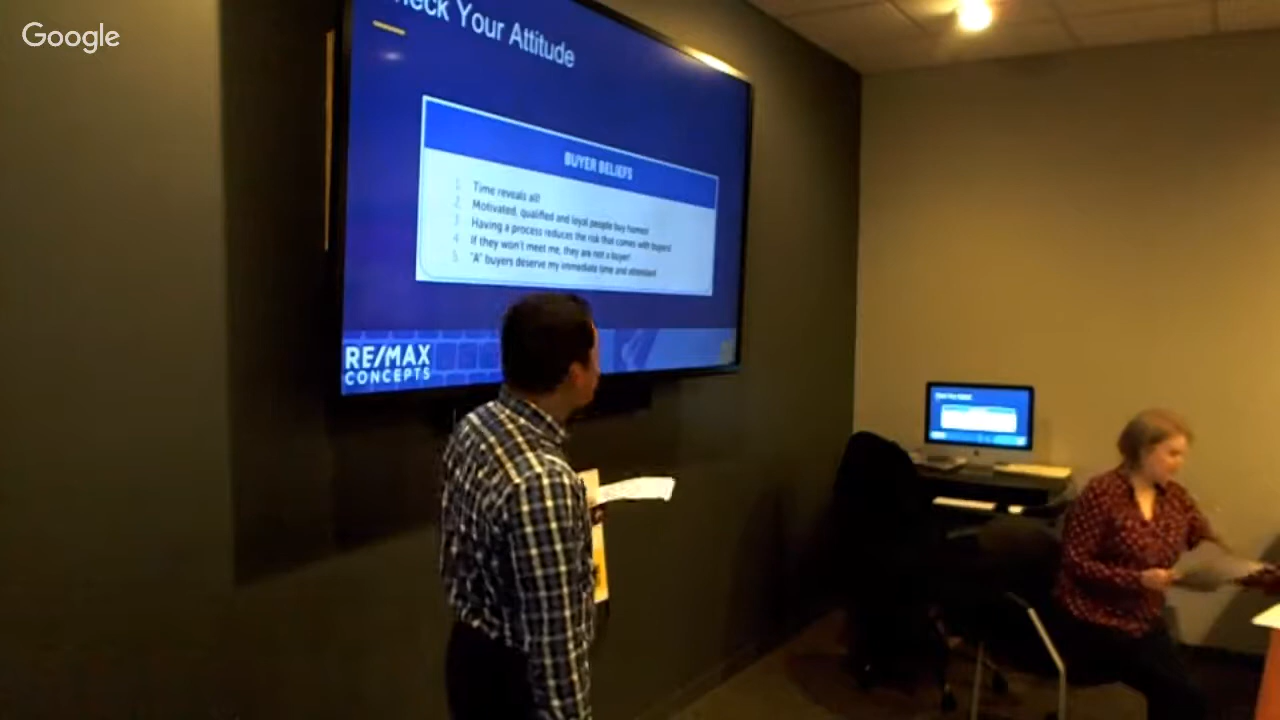 Google
Check Your Attitude
BUYER BELIEFS
1. Time reveals all!
2. Motivated, qualified and loyal people buy homes!
3. Having a process reduces the risk that comes with buyers!
4. If they won't meet me, they are not a buyer!
5. "A" buyers deserve my immediate time and attention!
RE/MAX
CONCEPTS